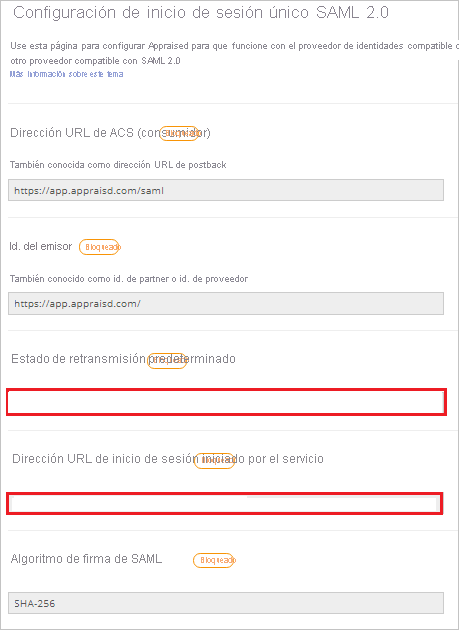 Configuración de inicio de sesión único SAML 2.0
Use esta página para configurar Appraised para que funcione con el proveedor de identidades compatible
otro proveedor compatible con SAML 2.0
Más información sobre este tema
Dirección URL de ACS (consumidor)
Bloqueado
También conocida como dirección URL de postback
https://app.appraisd.com/saml
Id. del emisor
Bloqueado
También conocido como id. de partner o id. de proveedor
https://app.appraisd.com/
Estado de retransmisión predeterminado
Bloqueado
Dirección URL de inicio de sesión iniciado por el servicio
Bloqueado
Algoritmo de firma de SAML
Bloqueado
SHA-256